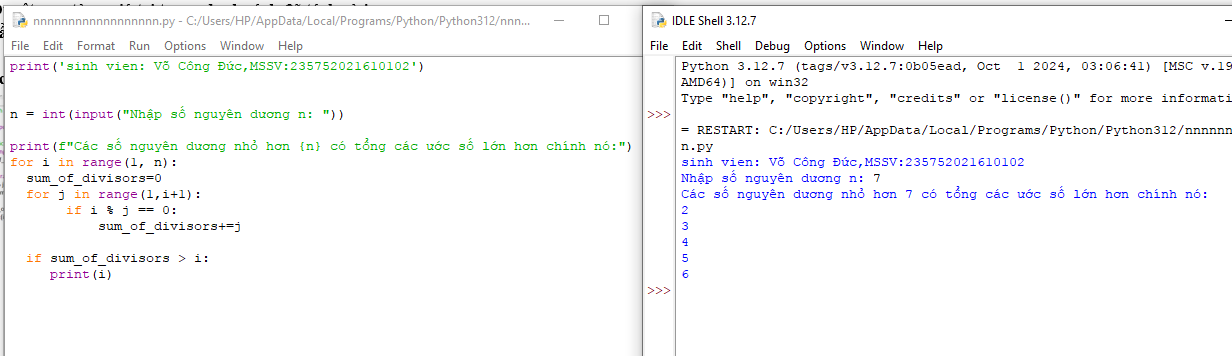 nnnnnnnnnnnnnnnnnnn.py - C:/Users/HP/AppData/Local/Programs/Python/Python312/nnn...
File Edit Format Run Options Window Help
print('sinh vien: Võ Công Đức,MSSV:235752021610102')
n = int(input("Nhập số nguyên dương n: "))
print(f"Các số nguyên dương nhỏ hơn {n} có tổng các ước số lớn hơn chính nó:")
for i in range(1, n):
sum_of_divisors=0
for j in range(1,i+1):
if i % j == 0:
sum_of_divisors+=j
if sum_of_divisors > i:
print(i)
IDLE Shell 3.12.7
File Edit Shell Debug Options Window Help
Python 3.12.7 (tags/v3.12.7:0b05ead, Oct 1 2024, 03:06:41) [MSC v.19
AMD64)] on win32
Type "help", "copyright", "credits" or "license()" for more informati
>>>
= RESTART: C:/Users/HP/AppData/Local/Programs/Python/Python312/nnnnnn
n.py
sinh vien: Võ Công Đức,MSSV:235752021610102
Nhập số nguyên dương n: 7
Các số nguyên dương nhỏ hơn 7 có tổng các ước số lớn hơn chính nó:
2
3
4
5
6
>>>